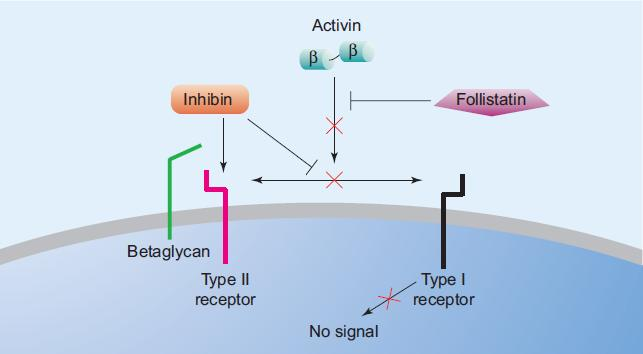 Activin
β
β
Inhibin
Follistatin
Betaglycan
Type II
receptor
Type I
receptor
No signal